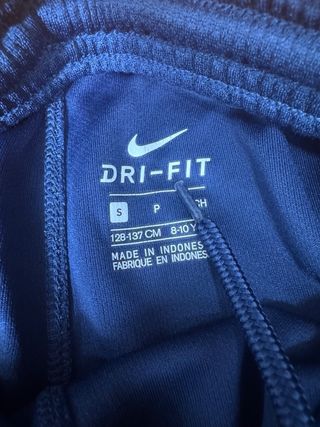 DRI-FIT
S P CH
128-137 CM 8-10 Y
MADE IN INDONES
FABRIQUE EN INDONES